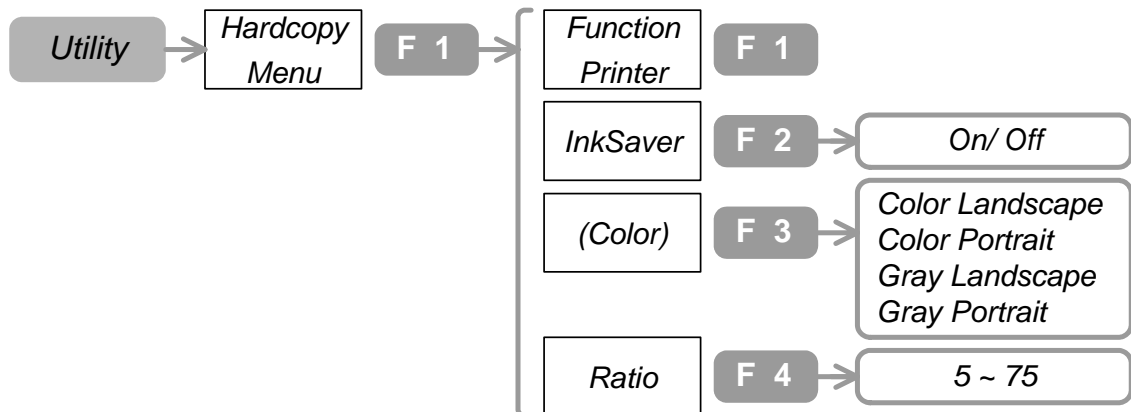 Utility
Hardcopy
Menu
F 1
Function
Printer
F 1
InkSaver
F 2
On/ Off
(Color)
F 3
Color Landscape
Color Portrait
Gray Landscape
Gray Portrait
Ratio
F 4
5 ~ 75